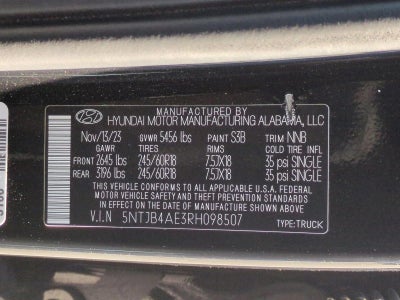 MANUFACTURED BY
HYUNDAI MOTOR MANUFACTURING ALABAMA, LLC
Nov/13/23 GVWR 5456 lbs PAINT S3B TRIM NNB
GAWR TIRES RIMS COLD TIRE INFL
FRONT 2645 lbs 245/60R18 7.5JX18 35 psi SINGLE
REAR 3196 lbs 245/60R18 7.5JX18 35 psi SINGLE
THIS VEHICLE CONFORMS TO ALL APPLICABLE FEDERAL MOTOR
VEHICLE SAFETY AND THEFT PREVENTION STANDARDS IN EFFECT
ON THE DATE OF MANUFACTURE SHOWN ABOVE.
V.I.N 5NTJB4AE3RH098507
TYPE:TRUCK